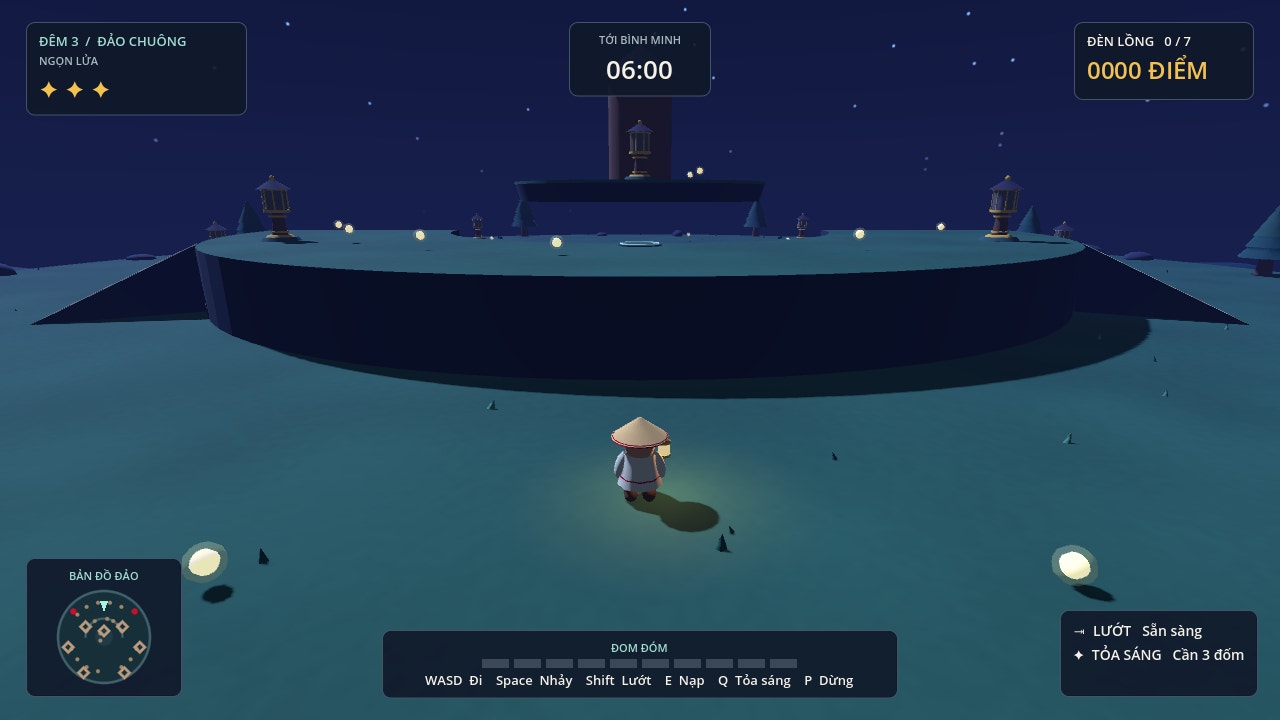 ĐÊM 3 / ĐẢO CHUÔNG
NGỌN LỬA
TỚI BÌNH MINH
06:00
ĐÈN LỒNG 0 / 7
0000 ĐIỂM
BẢN ĐỒ ĐẢO
ĐOM ĐÓM
WASD Đi Space Nhảy Shift Lướt E Nạp Q Tỏa sáng P Dừng
LƯỚT Sẵn sàng
TỎA SÁNG Cần 3 đốm